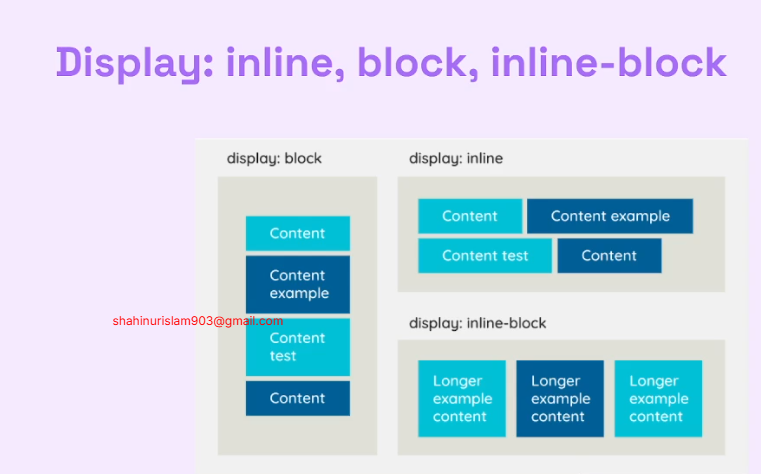 Display: inline, block, inline-block
display: block
Content
Content
example
Content
test
Content
shahinurislam903@gmail.com
display: inline
Content
Content example
Content test
Content
display: inline-block
Longer
example
content
Longer
example
content
Longer
example
content